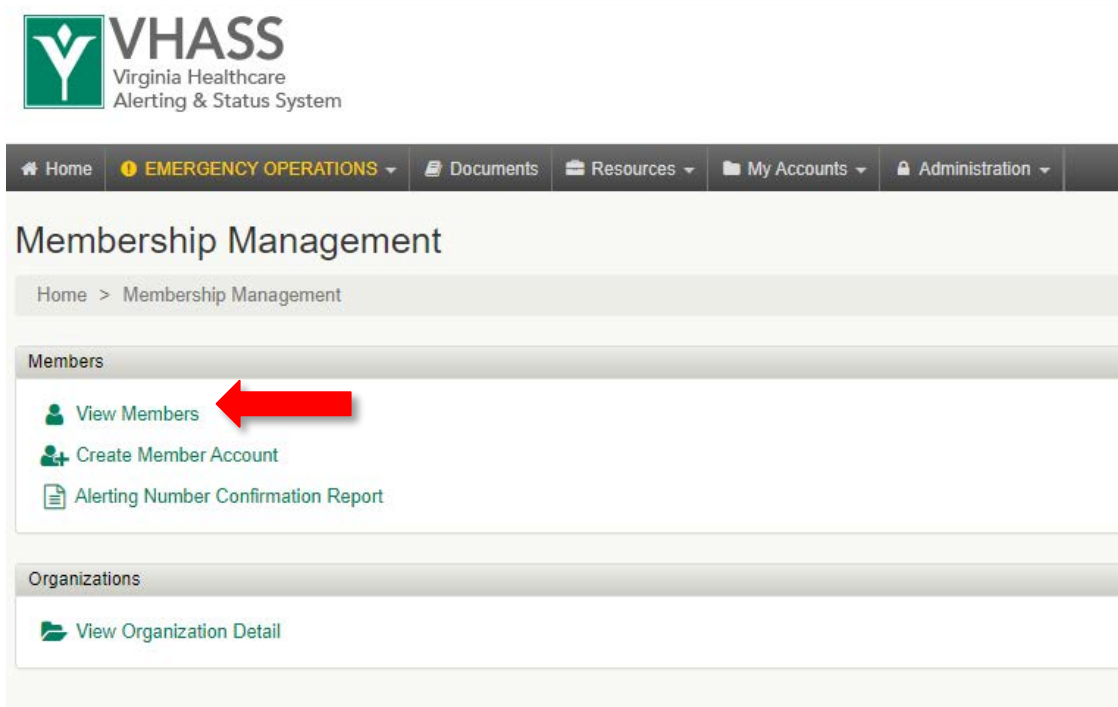 VHASS
Virginia Healthcare
Alerting & Status System
Home EMERGENCY OPERATIONS Documents Resources My Accounts Administration
Membership Management
Home > Membership Management
Members
View Members
Create Member Account
Alerting Number Confirmation Report
Organizations
View Organization Detail